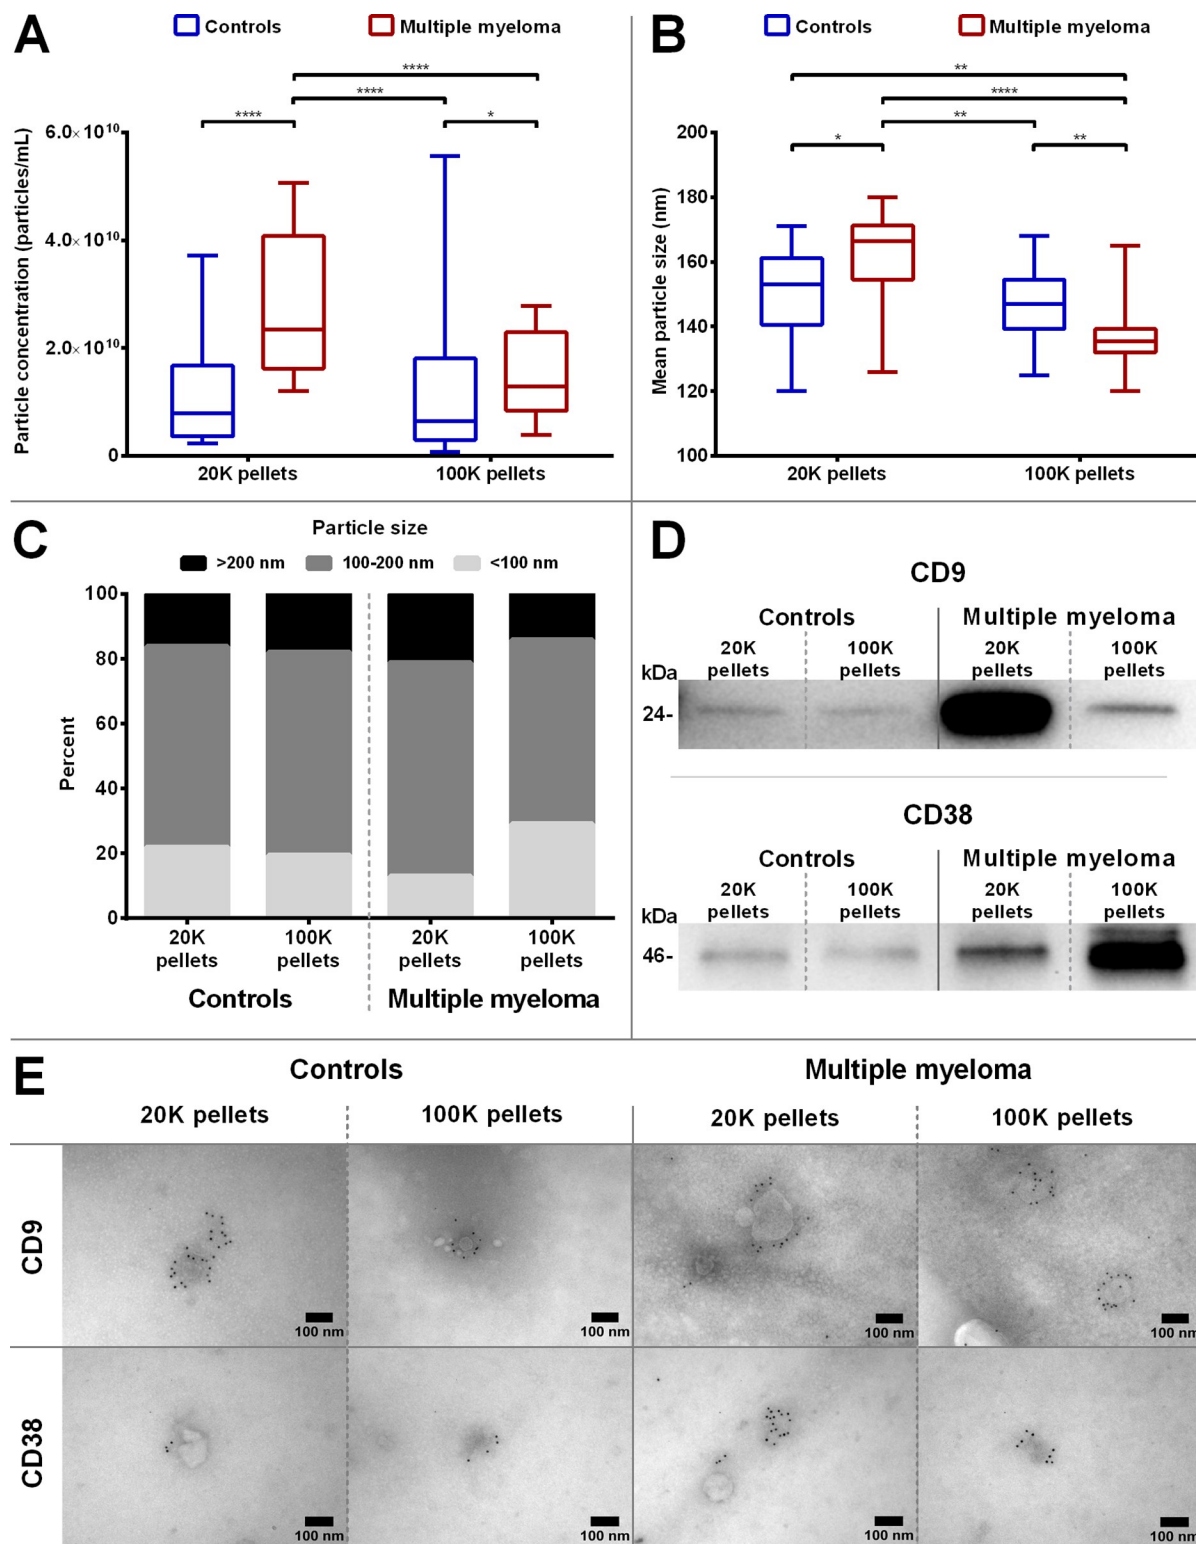 A
Controls
Multiple myeloma
****
****
****
*
Particle concentration (particles/mL)
6.0× 10¹⁰
4.0× 10¹⁰
2.0× 10¹⁰
0
20K pellets
100K pellets
B
Controls
Multiple myeloma
**
****
**
*
**
Mean particle size (nm)
200
180
160
140
120
100
20K pellets
100K pellets
C
Particle size
>200 nm
100-200 nm
<100 nm
Percent
100
80
60
40
20
0
20K
pellets
100K
pellets
20K
pellets
100K
pellets
Controls
Multiple myeloma
D
CD9
Controls
Multiple myeloma
20K
pellets
100K
pellets
20K
pellets
100K
pellets
kDa
24-
CD38
Controls
Multiple myeloma
20K
pellets
100K
pellets
20K
pellets
100K
pellets
kDa
46-
E
Controls
Multiple myeloma
20K pellets
100K pellets
20K pellets
100K pellets
CD9
100 nm
100 nm
100 nm
100 nm
CD38
100 nm
100 nm
100 nm
100 nm